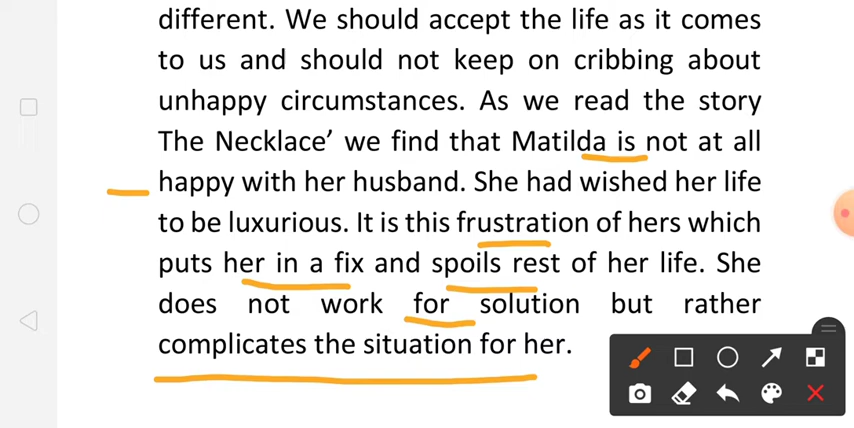 different. We should accept the life as it comes
to us and should not keep on cribbing about
unhappy circumstances. As we read the story
The Necklace’ we find that Matilda is not at all
happy with her husband. She had wished her life
to be luxurious. It is this frustration of hers which
puts her in a fix and spoils rest of her life. She
does not work for solution but rather
complicates the situation for her.